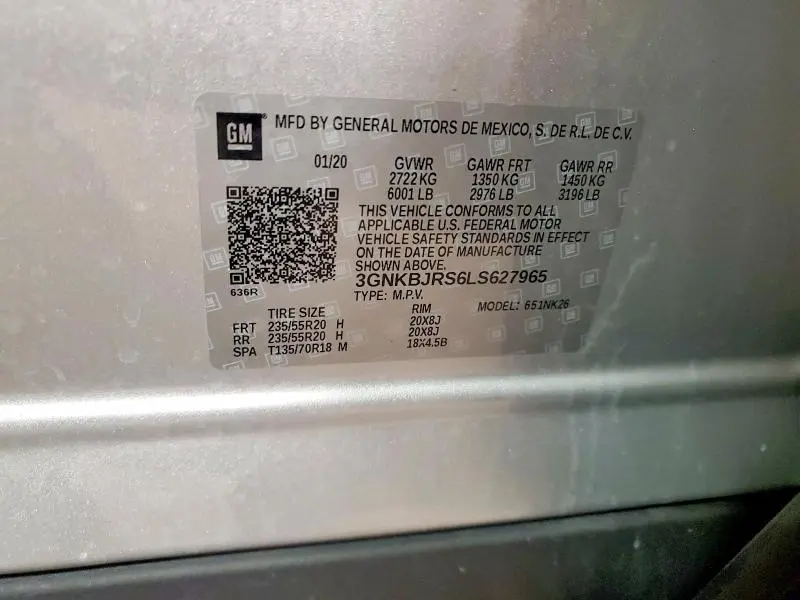 GM® MFD BY GENERAL MOTORS DE MEXICO, S. DE R.L. DE C.V.
01/20 GVWR GAWR FRT GAWR RR
2722 KG 1350 KG 1450 KG
6001 LB 2976 LB 3196 LB
THIS VEHICLE CONFORMS TO ALL
APPLICABLE U.S. FEDERAL MOTOR
VEHICLE SAFETY STANDARDS IN EFFECT
ON THE DATE OF MANUFACTURE
SHOWN ABOVE.
3GNKBJRS6LS627965
636R
TYPE: M.P.V. MODEL: 651NK26
TIRE SIZE RIM
FRT 235/55R20 H 20X8J
RR 235/55R20 H 20X8J
SPA T135/70R18 M 18X4.5B